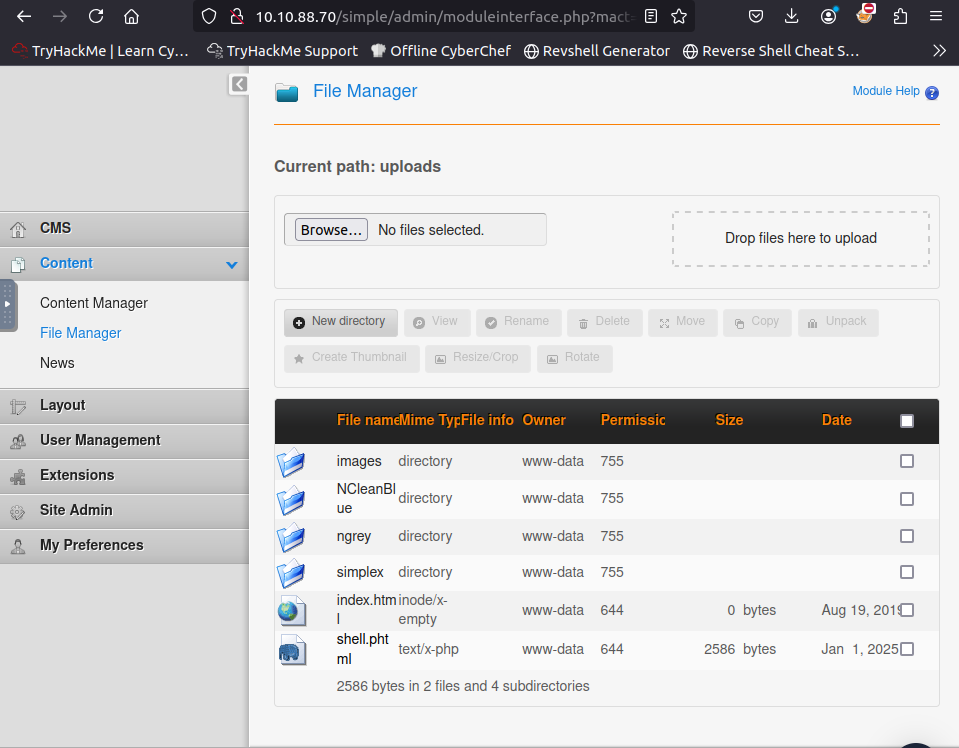 10.10.88.70/simple/admin/moduleinterface.php?mact=
TryHackMe | Learn Cy… TryHackMe Support Offline CyberChef Revshell Generator Reverse Shell Cheat S…
File Manager
Module Help ?
Current path: uploads
Browse… No files selected.
Drop files here to upload
CMS
Content
Content Manager
File Manager
News
Layout
User Management
Extensions
Site Admin
My Preferences
New directory View Rename Delete Move Copy Unpack
Create Thumbnail Resize/Crop Rotate
File name Mime Typ File info Owner Permissic Size Date
images directory www-data 755
NCleanBl
ue directory www-data 755
ngrey directory www-data 755
simplex directory www-data 755
index.htm
l inode/x-
empty www-data 644 0 bytes Aug 19, 2019
shell.pht
ml text/x-php www-data 644 2586 bytes Jan 1, 2025
2586 bytes in 2 files and 4 subdirectories